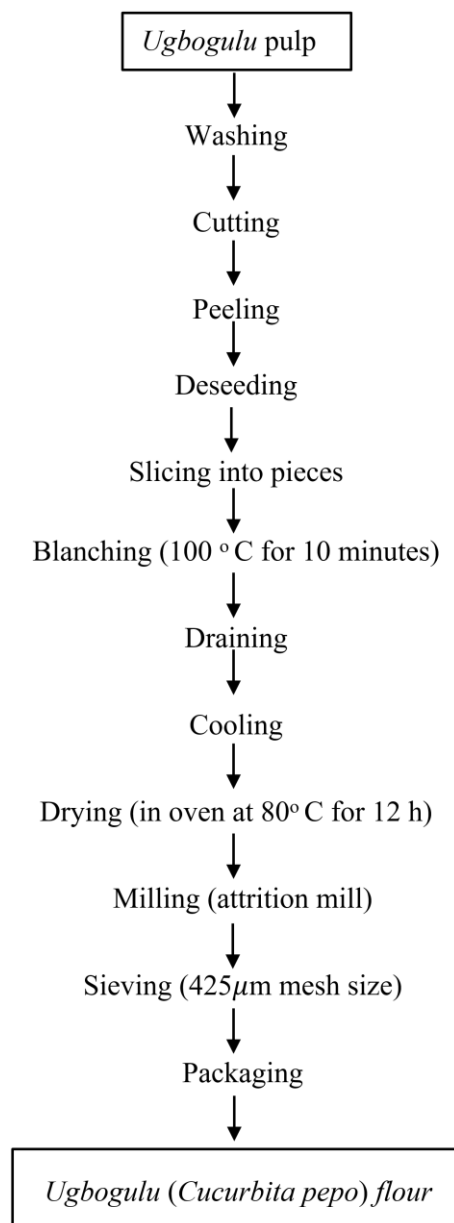 Ugbogulu pulp
Washing
Cutting
Peeling
Deseeding
Slicing into pieces
Blanching (100 ᵒ C for 10 minutes)
Draining
Cooling
Drying (in oven at 80ᵒ C for 12 h)
Milling (attrition mill)
Sieving (425µm mesh size)
Packaging
Ugbogulu (Cucurbita pepo) flour